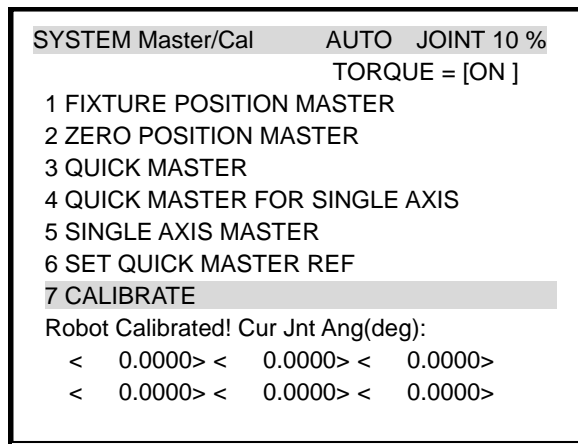 SYSTEM Master/Cal AUTO JOINT 10 %
TORQUE = [ON ]
1 FIXTURE POSITION MASTER
2 ZERO POSITION MASTER
3 QUICK MASTER
4 QUICK MASTER FOR SINGLE AXIS
5 SINGLE AXIS MASTER
6 SET QUICK MASTER REF
7 CALIBRATE
Robot Calibrated! Cur Jnt Ang(deg):
< 0.0000> < 0.0000> < 0.0000>
< 0.0000> < 0.0000> < 0.0000>